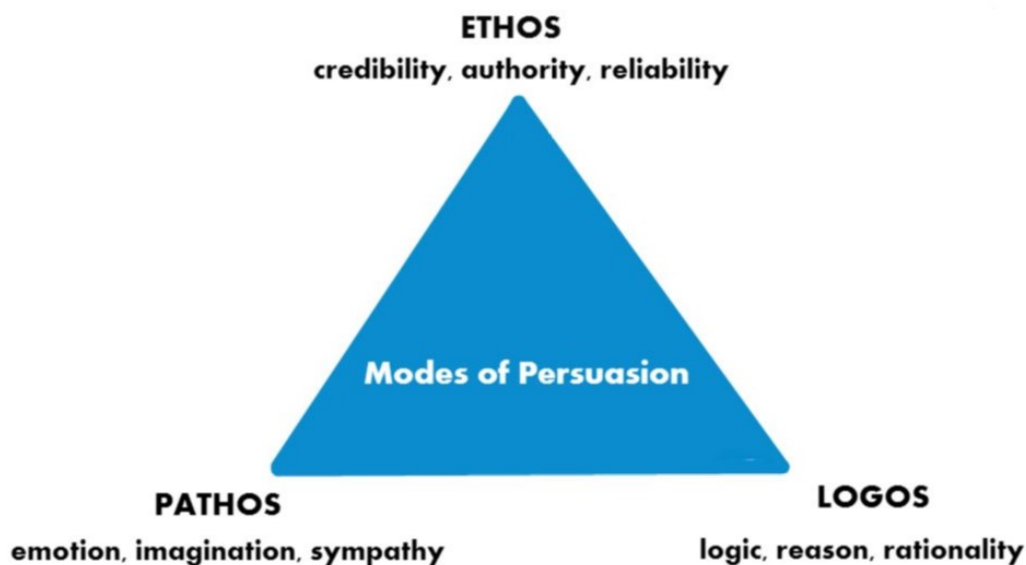 ETHOS
credibility, authority, reliability
Modes of Persuasion
PATHOS
LOGOS
emotion, imagination, sympathy
logic, reason, rationality